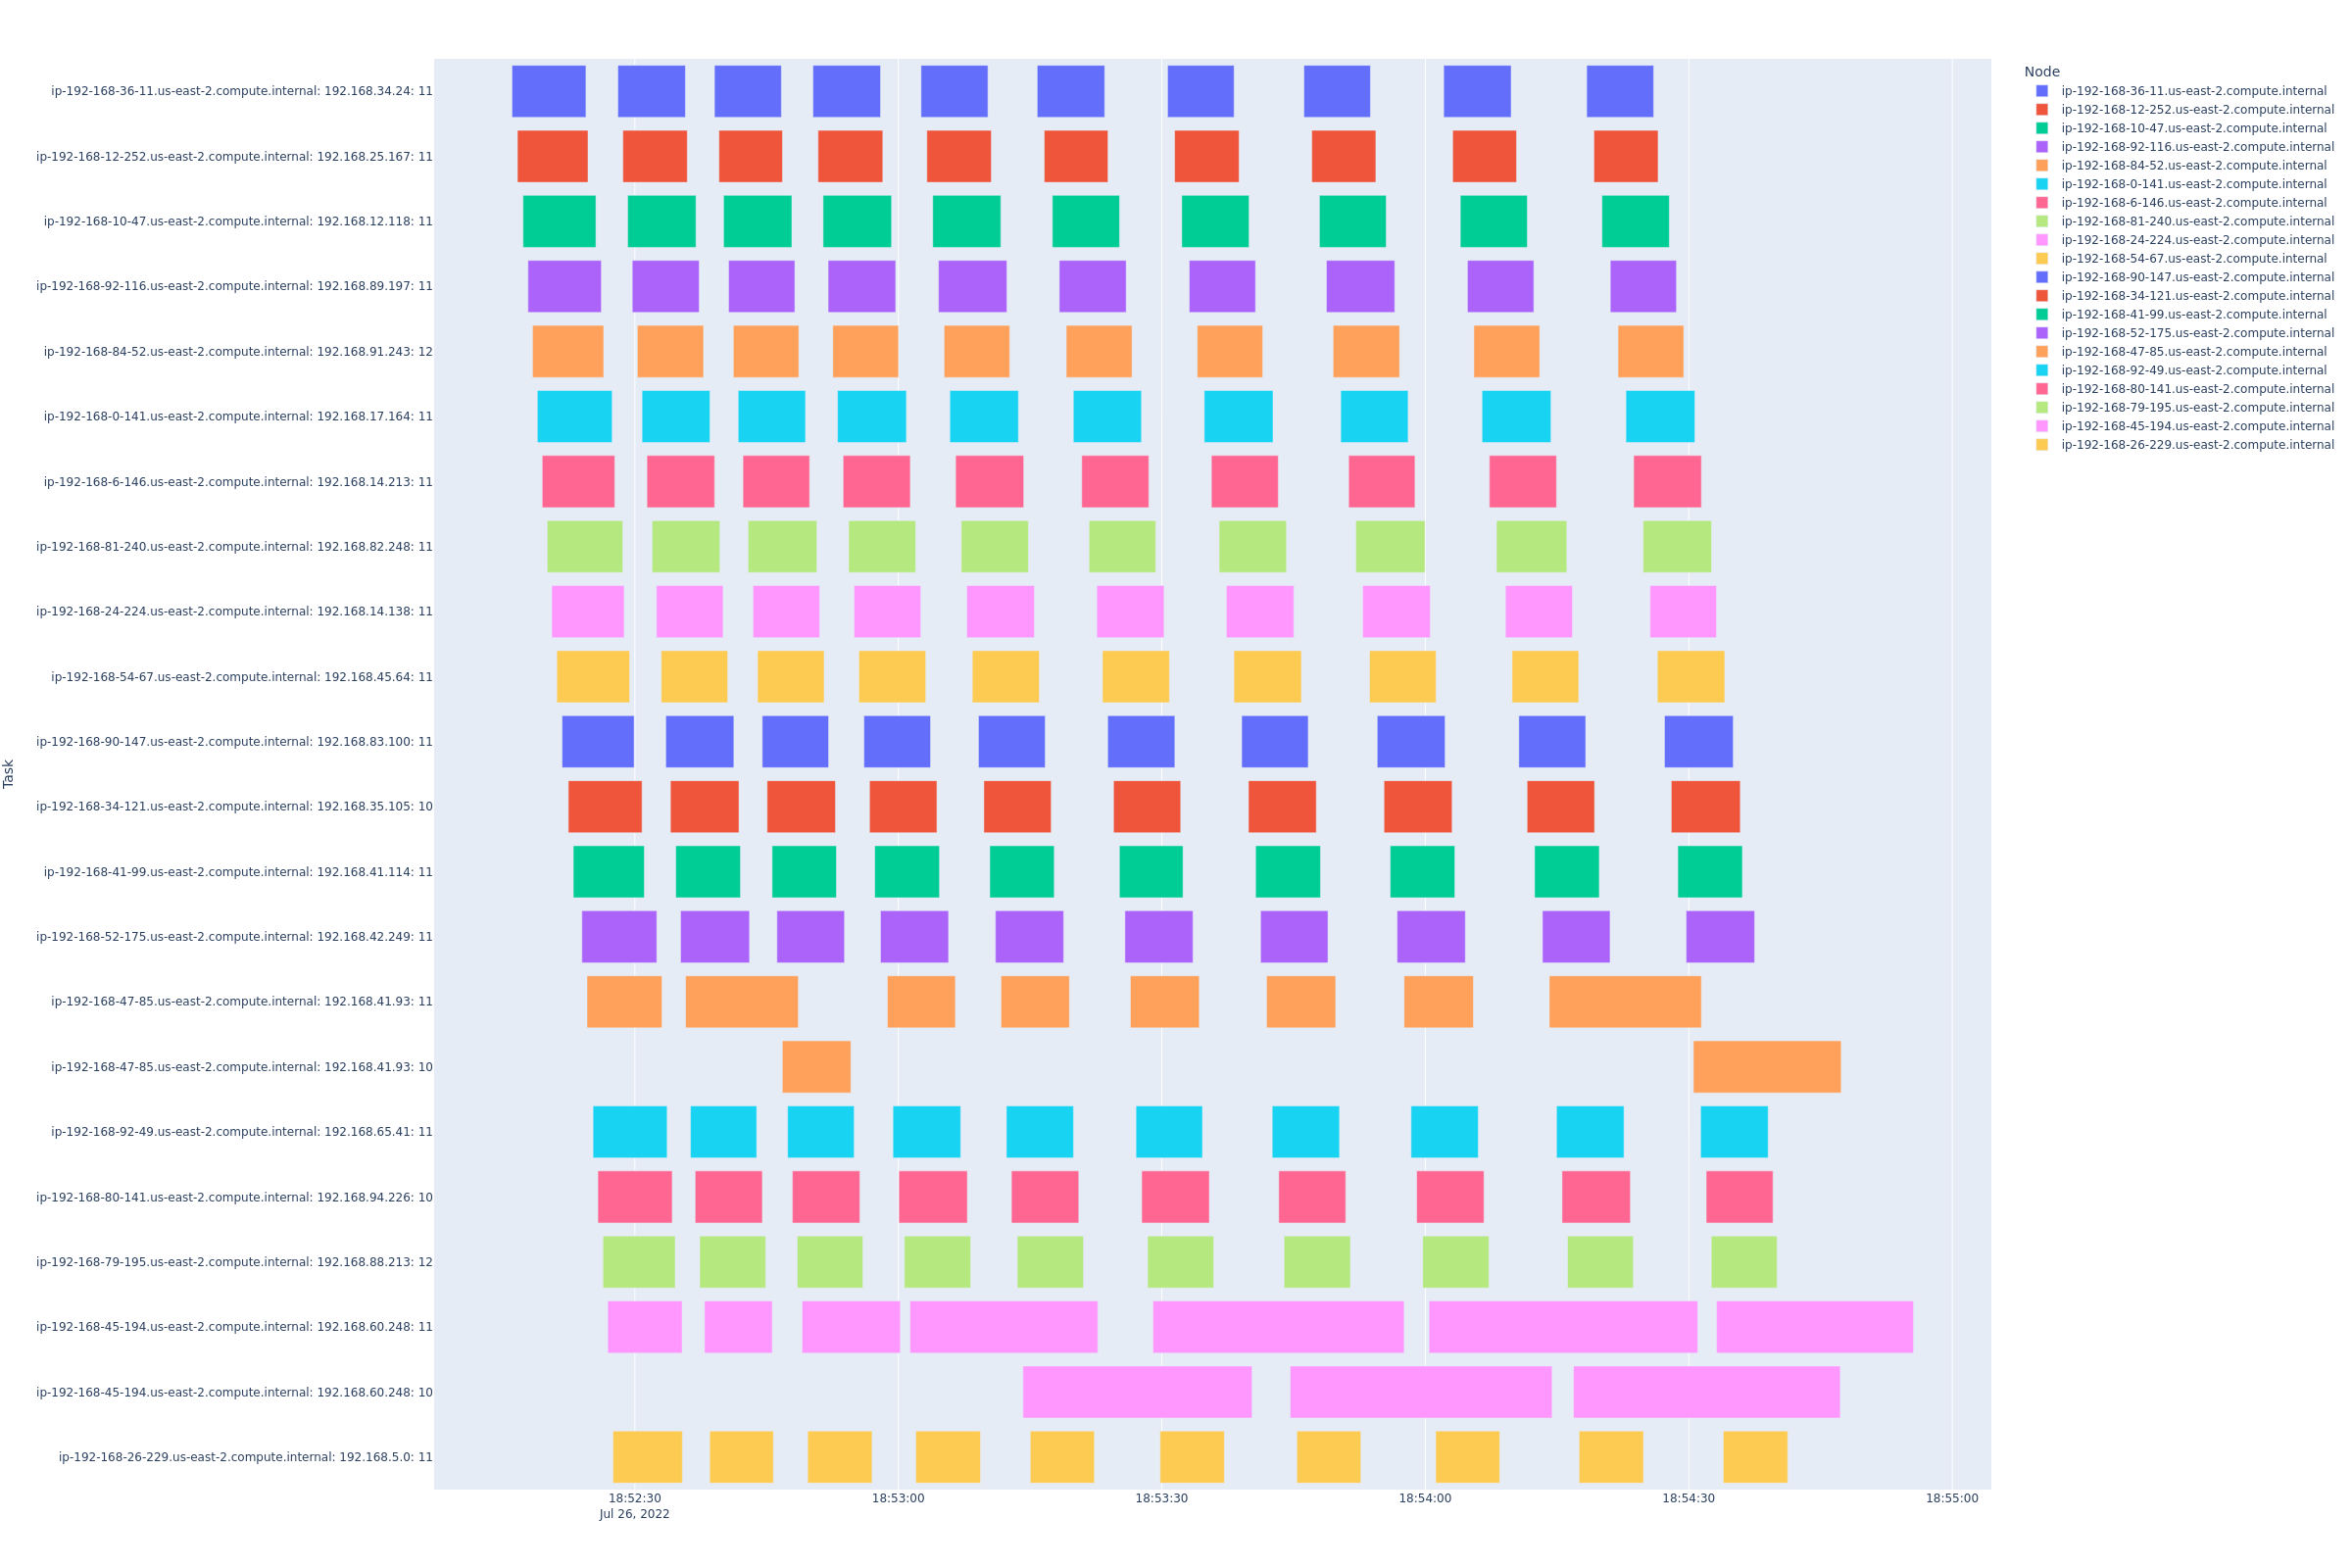 ip-192-168-36-11.us-east-2.compute.internal: 192.168.34.24: 11
ip-192-168-12-252.us-east-2.compute.internal: 192.168.25.167: 11
ip-192-168-10-47.us-east-2.compute.internal: 192.168.12.118: 11
ip-192-168-92-116.us-east-2.compute.internal: 192.168.89.197: 11
ip-192-168-84-52.us-east-2.compute.internal: 192.168.91.243: 12
ip-192-168-0-141.us-east-2.compute.internal: 192.168.17.164: 11
ip-192-168-6-146.us-east-2.compute.internal: 192.168.14.213: 11
ip-192-168-81-240.us-east-2.compute.internal: 192.168.82.248: 11
ip-192-168-24-224.us-east-2.compute.internal: 192.168.14.138: 11
ip-192-168-54-67.us-east-2.compute.internal: 192.168.45.64: 11
ip-192-168-90-147.us-east-2.compute.internal: 192.168.83.100: 11
ip-192-168-34-121.us-east-2.compute.internal: 192.168.35.105: 10
ip-192-168-41-99.us-east-2.compute.internal: 192.168.41.114: 11
ip-192-168-52-175.us-east-2.compute.internal: 192.168.42.249: 11
ip-192-168-47-85.us-east-2.compute.internal: 192.168.41.93: 11
ip-192-168-47-85.us-east-2.compute.internal: 192.168.41.93: 10
ip-192-168-92-49.us-east-2.compute.internal: 192.168.65.41: 11
ip-192-168-80-141.us-east-2.compute.internal: 192.168.94.226: 10
ip-192-168-79-195.us-east-2.compute.internal: 192.168.88.213: 12
ip-192-168-45-194.us-east-2.compute.internal: 192.168.60.248: 11
ip-192-168-45-194.us-east-2.compute.internal: 192.168.60.248: 10
ip-192-168-26-229.us-east-2.compute.internal: 192.168.5.0: 11
Task
18:52:30 18:53:00 18:53:30 18:54:00 18:54:30 18:55:00
Jul 26, 2022
Node
ip-192-168-36-11.us-east-2.compute.internal
ip-192-168-12-252.us-east-2.compute.internal
ip-192-168-10-47.us-east-2.compute.internal
ip-192-168-92-116.us-east-2.compute.internal
ip-192-168-84-52.us-east-2.compute.internal
ip-192-168-0-141.us-east-2.compute.internal
ip-192-168-6-146.us-east-2.compute.internal
ip-192-168-81-240.us-east-2.compute.internal
ip-192-168-24-224.us-east-2.compute.internal
ip-192-168-54-67.us-east-2.compute.internal
ip-192-168-90-147.us-east-2.compute.internal
ip-192-168-34-121.us-east-2.compute.internal
ip-192-168-41-99.us-east-2.compute.internal
ip-192-168-52-175.us-east-2.compute.internal
ip-192-168-47-85.us-east-2.compute.internal
ip-192-168-92-49.us-east-2.compute.internal
ip-192-168-80-141.us-east-2.compute.internal
ip-192-168-79-195.us-east-2.compute.internal
ip-192-168-45-194.us-east-2.compute.internal
ip-192-168-26-229.us-east-2.compute.internal